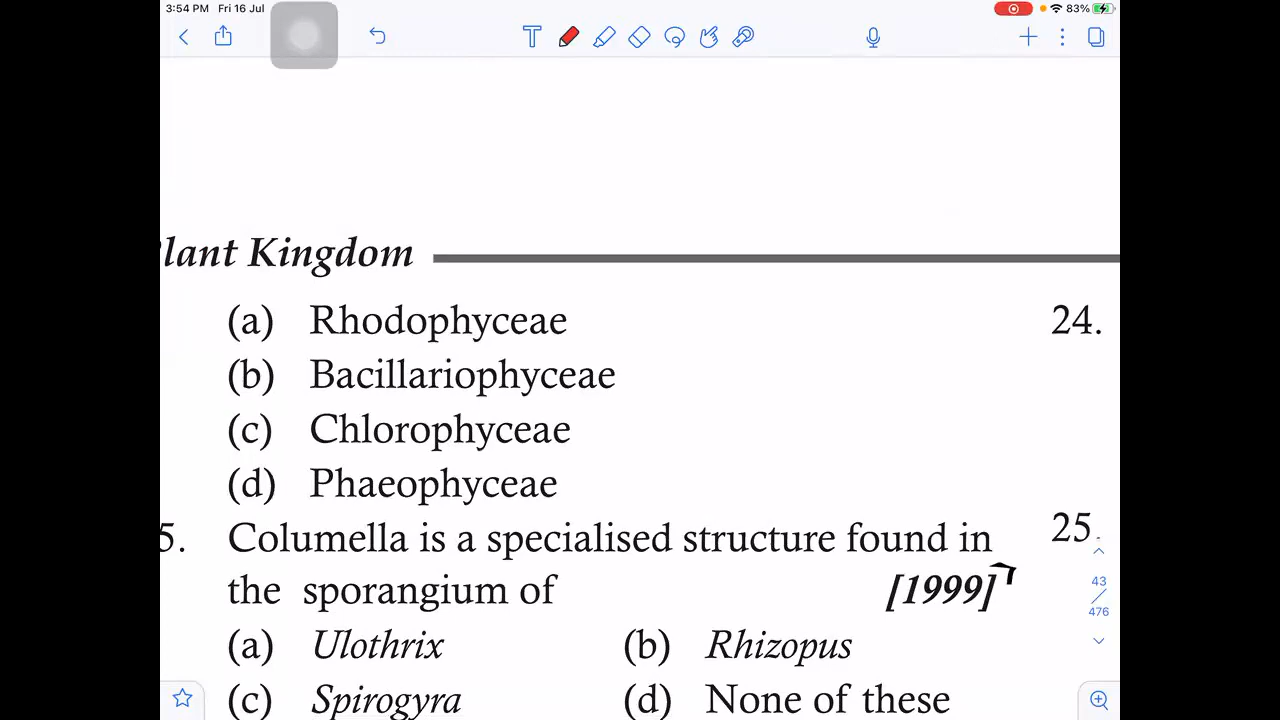 3:54 PM Fri 16 Jul
83%
T
lant Kingdom
(a) Rhodophyceae
(b) Bacillariophyceae
(c) Chlorophyceae
(d) Phaeophyceae
5. Columella is a specialised structure found in
the sporangium of [1999]
(a) Ulothrix (b) Rhizopus
(c) Spirogyra (d) None of these
24.
25.
43
476